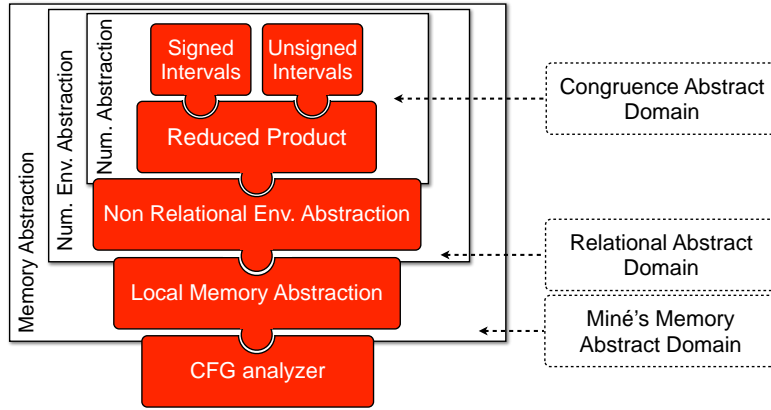 Signed
Intervals
Unsigned
Intervals
Reduced Product
Non Relational Env. Abstraction
Local Memory Abstraction
CFG analyzer
Num. Abstraction
Num. Env. Abstraction
Memory Abstraction
Congruence Abstract
Domain
Relational Abstract
Domain
Miné's Memory
Abstract Domain